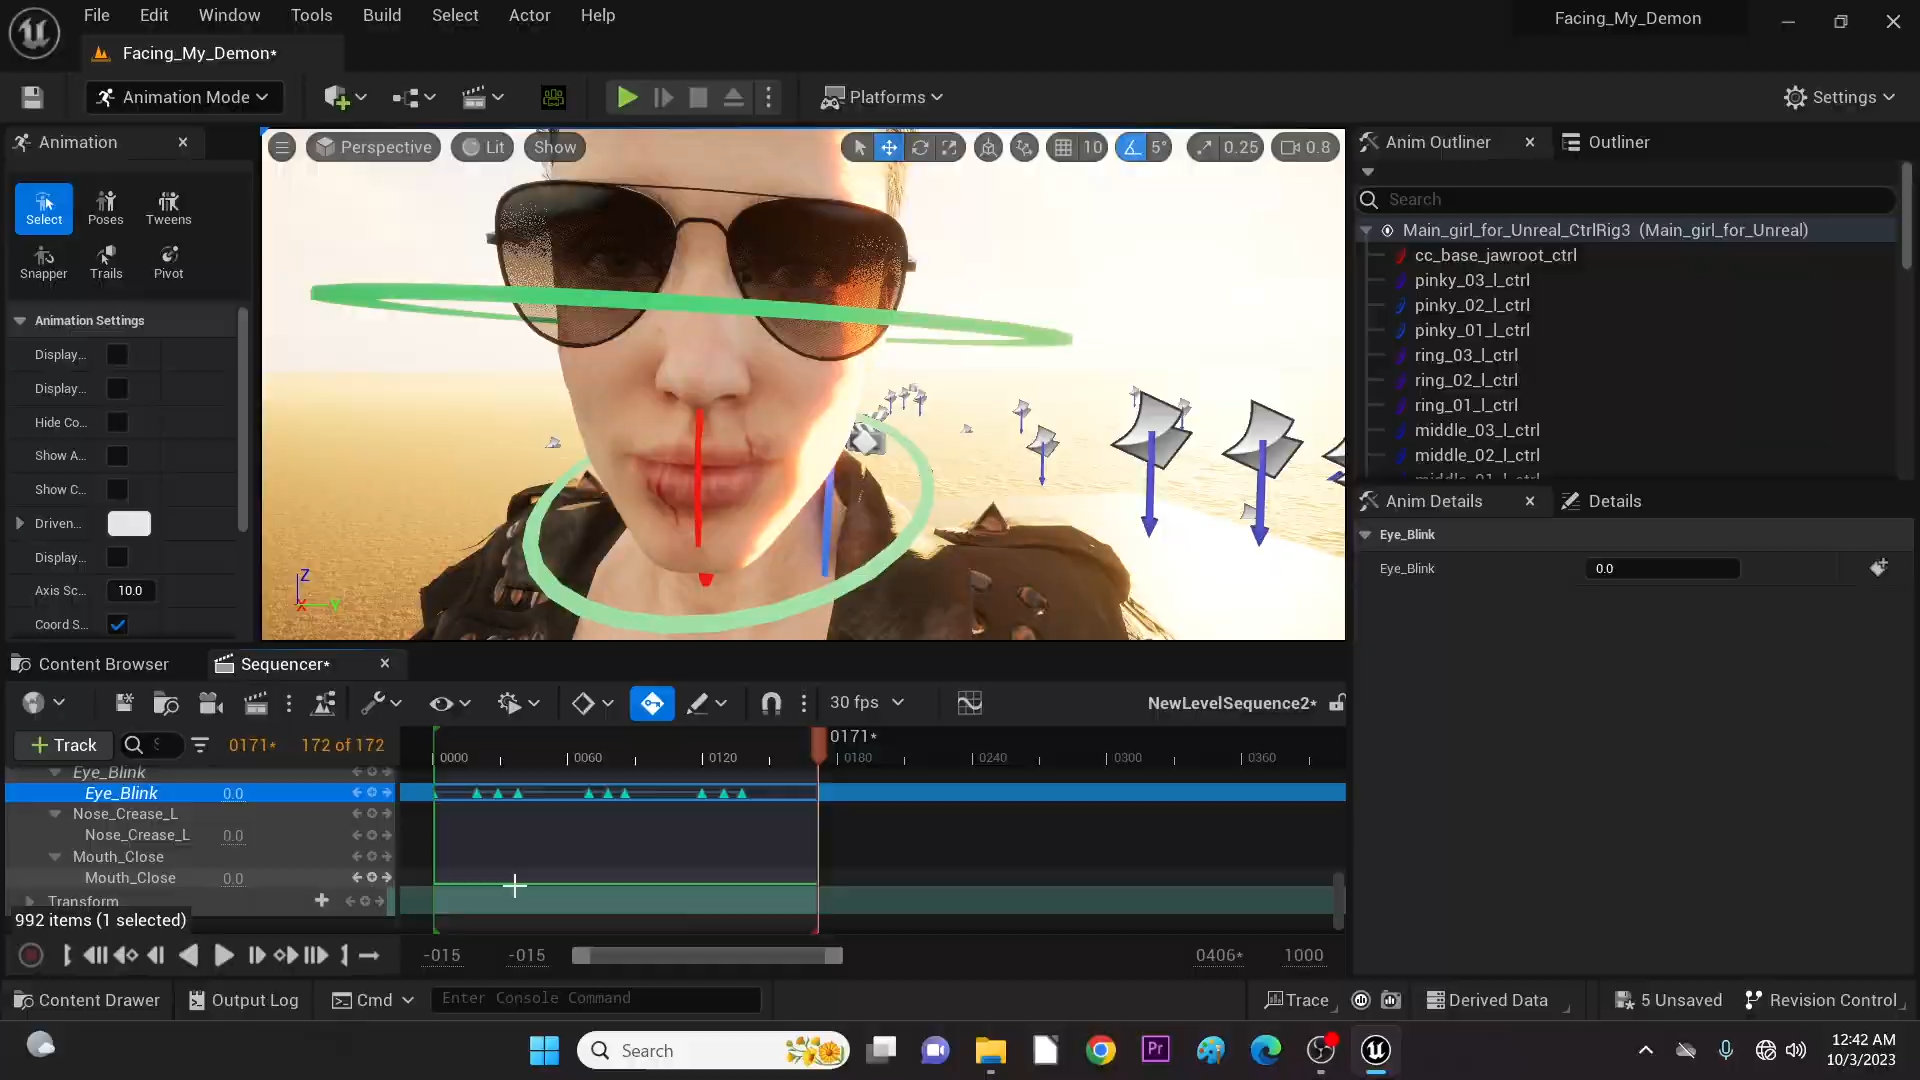 File Edit Window Tools Build Select Actor Help
Facing_My_Demon
Facing_My_Demon*
Animation Mode
Platforms
Settings
Animation
Select Poses Tweens
Snapper Trails Pivot
Animation Settings
Display...
Display...
Hide Co...
Show A...
Show C...
Driven...
Display...
Axis Sc... 10.0
Coord S...
Perspective Lit Show
10 5° 0.25 0.8
Z
X Y
Anim Outliner Outliner
Search
Main_girl_for_Unreal_CtrlRig3 (Main_girl_for_Unreal)
cc_base_jawroot_ctrl
pinky_03_l_ctrl
pinky_02_l_ctrl
pinky_01_l_ctrl
ring_03_l_ctrl
ring_02_l_ctrl
ring_01_l_ctrl
middle_03_l_ctrl
middle_02_l_ctrl
middle_01_l_ctrl
Anim Details Details
Eye_Blink
Eye_Blink 0.0
Content Browser Sequencer*
30 fps NewLevelSequence2*
Track S 0171* 172 of 172
0171*
0000 0060 0120 0180 0240 0300 0360
Eye_Blink
Eye_Blink 0.0
Nose_Crease_L
Nose_Crease_L 0.0
Mouth_Close
Mouth_Close 0.0
Transform
992 items (1 selected)
-015 -015 0406* 1000
Content Drawer Output Log Cmd Enter Console Command Trace Derived Data 5 Unsaved Revision Control
Search
Pr
12:42 AM
10/3/2023